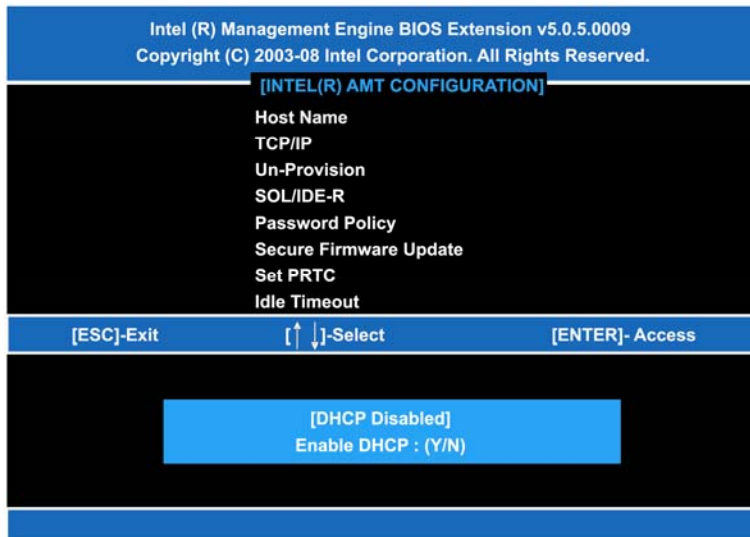 Intel (R) Management Engine BIOS Extension v5.0.5.0009
Copyright (C) 2003-08 Intel Corporation. All Rights Reserved.
[INTEL(R) AMT CONFIGURATION]
Host Name
TCP/IP
Un-Provision
SOL/IDE-R
Password Policy
Secure Firmware Update
Set PRTC
Idle Timeout
[ESC]-Exit [↑ ↓]-Select [ENTER]- Access
[DHCP Disabled]
Enable DHCP : (Y/N)